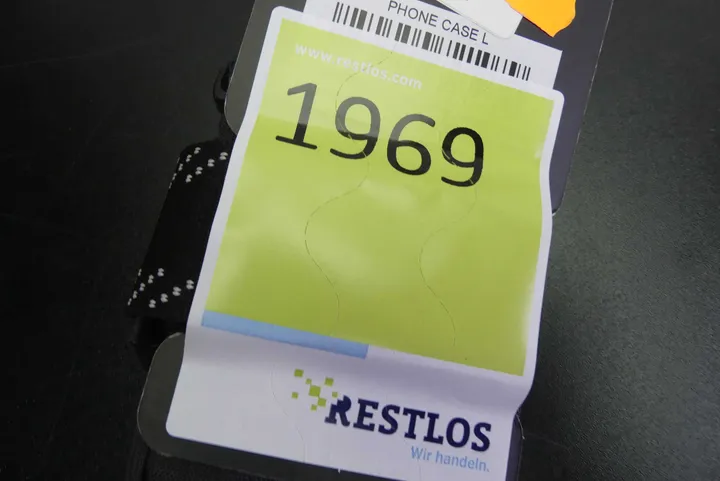 PHONE CASE L
www.restlos.com
1969
RESTLOS
Wir handeln.